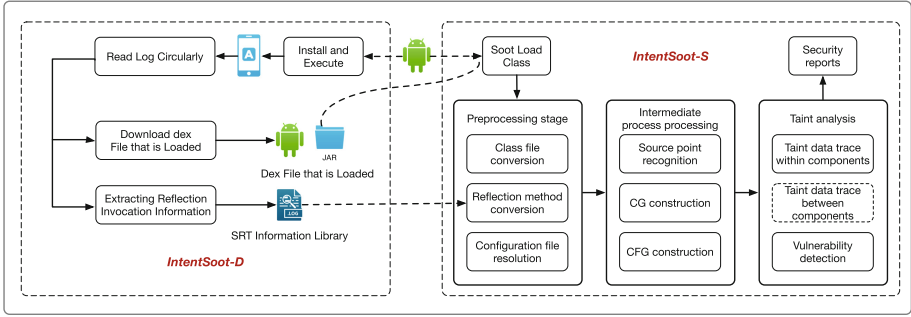 Read Log Circularly
A
Install and
Execute
Download dex
File that is Loaded
JAR
Dex File that is Loaded
Extracting Reflection
Invocation Information
.LOG
SRT Information Library
IntentSoot-D
Soot Load
Class
IntentSoot-S
Security
reports
Preprocessing stage
Class file
conversion
Reflection method
conversion
Configuration file
resolution
Intermediate
process processing
Source point
recognition
CG construction
CFG construction
Taint analysis
Taint data trace
within components
Taint data trace
between
components
Vulnerability
detection